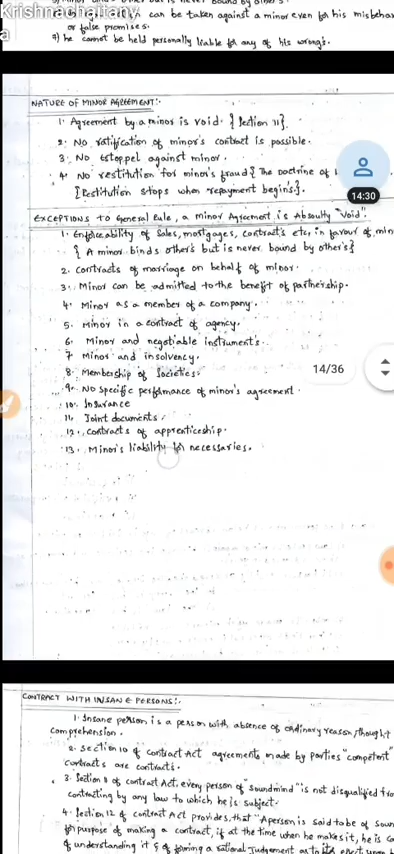 Krishnachaitany
a
can be taken against a minor even for his misbehav
or false promises.
7) he cannot be held personally liable for any of his wrong's.
NATURE OF MINOR AGREEMENT:-
1. Agreement by a minor is void. {Section 11}.
2. No ratification of minor's contract is possible.
3. No estoppel against minor.
4. No restitution for minor's fraud {The doctrine of
[Restitution stops when repayment begins}.
14:30
EXCEPTIONS TO General Rule, a minor Agreement is Absoutly "Void".
1. Enforceability of Sales, mortgages, contract's etc, in favour of min
{ A minor binds other's but is never bound by other's}
2. contracts of marriage on behalf of minor.
3. Minor can be admitted to the benefit of partnership.
4. Minor as a member of a company.
5. Minor in a contract of agency.
6. Minor and negotiable instruments.
14/36
7 Minor and insolvency.
8. Membership of Societies.
9. No specific performance of minor's agreement.
10. Insurance
11. Joint documents
12. contracts of apprenticeship.
13. Minor's liability for necessaries.
CONTRACT WITH INSANE PERSONS:-
1. Insane person is a person with absence of ordinary reason, thought
comprehension.
2. section 10 of contract Act agreements made by parties "competent"
contracts are contracts.
3. Section of contract Act, every person of "soundmind" is not disqualified fro
contracting by any law to which he is subject.
4. Section 12 of contract Act provides, that "A person is said to be of soun
for purpose of making a contract, if at the time when he makes it, he is ca
of understanding it & of forming a rational Judgement as to its effect